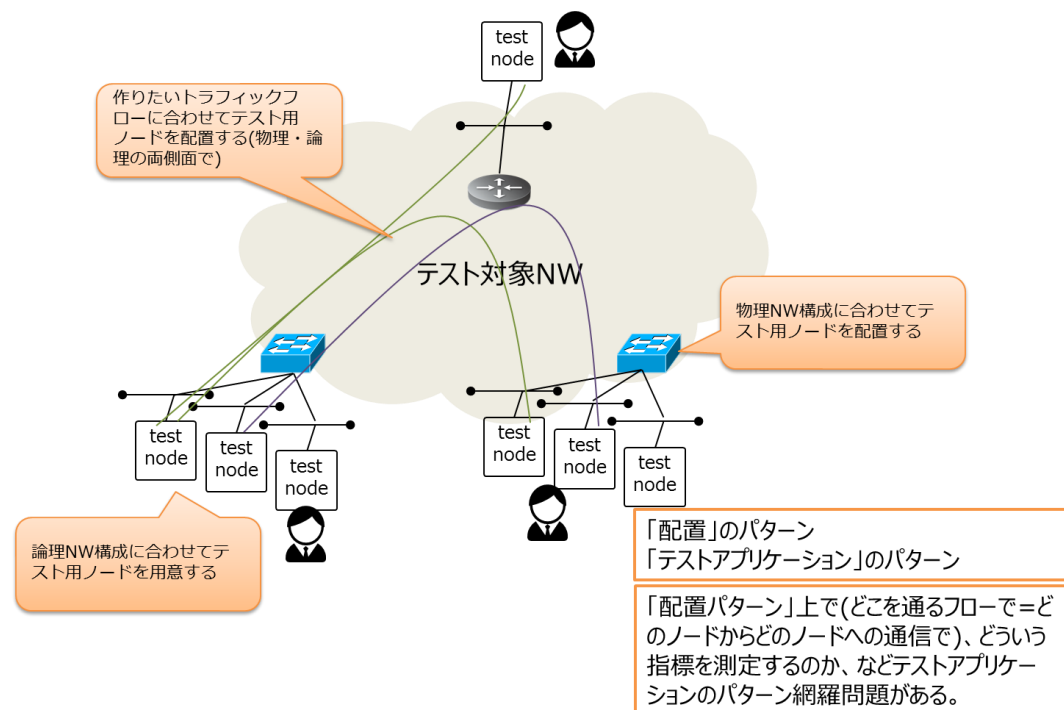 test
node
作りたいトラフィックフ
ローに合わせてテスト用
ノードを配置する(物理・論
理の両側面で)
テスト対象NW
物理NW構成に合わせてテ
スト用ノードを配置する
test
node
test
node
test
node
test
node
test
node
test
node
論理NW構成に合わせてテ
スト用ノードを用意する
「配置」のパターン
「テストアプリケーション」のパターン
「配置パターン」上で(どこを通るフローで=ど
のノードからどのノードへの通信で)、どういう
指標を測定するのか、などテストアプリケー
ションのパターン網羅問題がある。